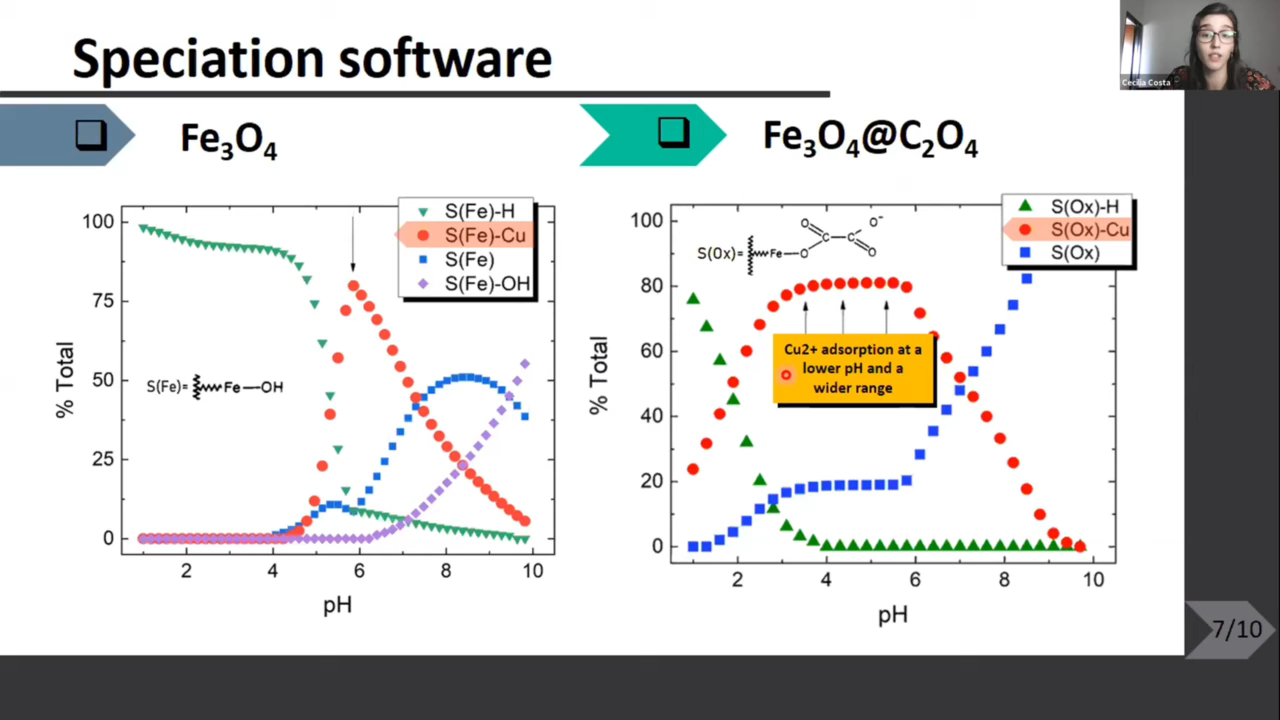 Speciation software
Cecilia Costa
Fe₃O₄
Fe₃O₄@C₂O₄
S(Fe)-H
S(Fe)-Cu
S(Fe)
S(Fe)-OH
100
75
50
25
0
% Total
S(Fe)= Fe—OH
2 4 6 8 10
pH
S(Ox)-H
S(Ox)-Cu
S(Ox)
100
80
60
40
20
0
% Total
S(Ox)= Fe—O C C O O⁻ O
Cu2+ adsorption at a
lower pH and a
wider range
2 4 6 8 10
pH
7/10